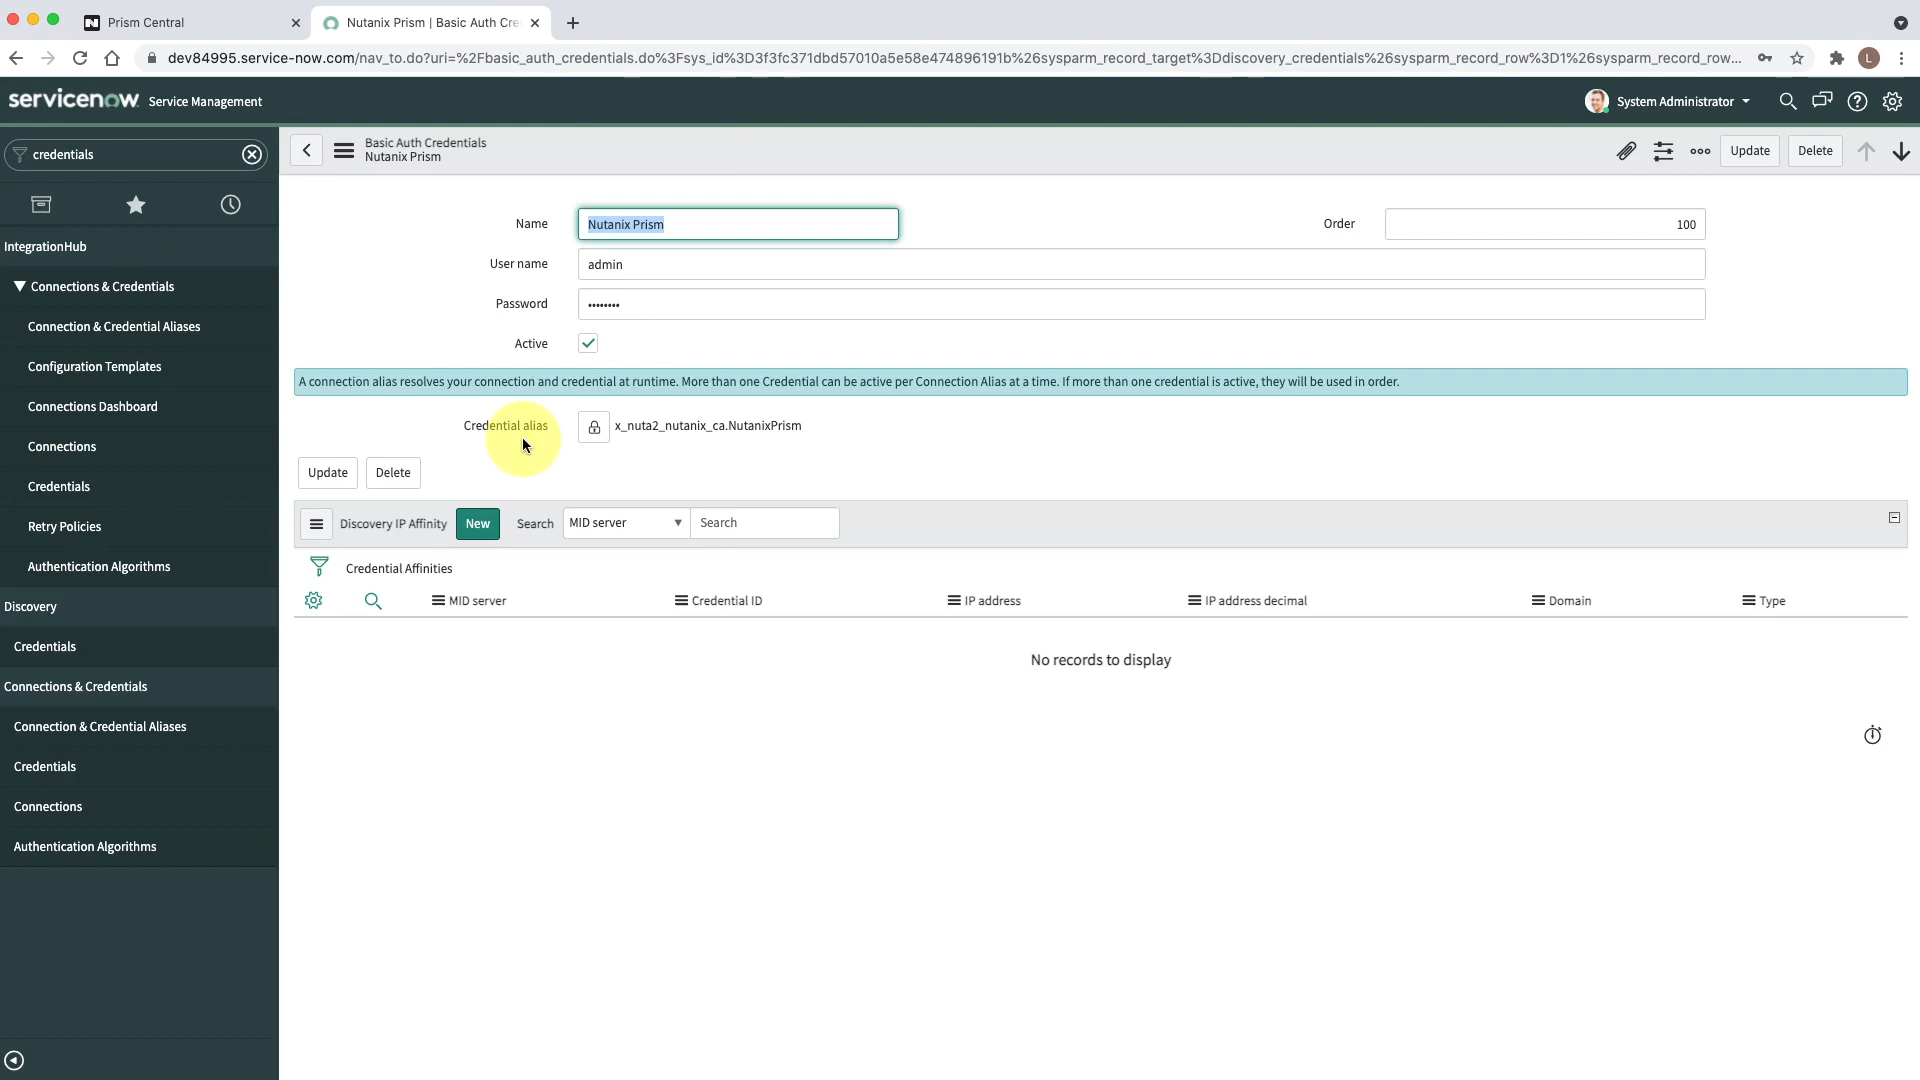 Prism Central
Nutanix Prism | Basic Auth Cre
dev84995.service-now.com/nav_to.do?uri=%2Fbasic_auth_credentials.do%3Fsys_id%3D3f3fc371dbd57010a5e58e474896191b%26sysparm_record_target%3Ddiscovery_credentials%26sysparm_record_row%3D1%26sysparm_record_row...
L
servicenow Service Management
System Administrator
credentials
Basic Auth Credentials
Nutanix Prism
Update
Delete
IntegrationHub
Connections & Credentials
Connection & Credential Aliases
Configuration Templates
Connections Dashboard
Connections
Credentials
Retry Policies
Authentication Algorithms
Discovery
Credentials
Connections & Credentials
Connection & Credential Aliases
Credentials
Connections
Authentication Algorithms
Name
Nutanix Prism
Order
100
User name
admin
Password
••••••••
Active
A connection alias resolves your connection and credential at runtime. More than one Credential can be active per Connection Alias at a time. If more than one credential is active, they will be used in order.
Credential alias
x_nuta2_nutanix_ca.NutanixPrism
Update
Delete
Discovery IP Affinity
New
Search
MID server
Search
Credential Affinities
MID server
Credential ID
IP address
IP address decimal
Domain
Type
No records to display